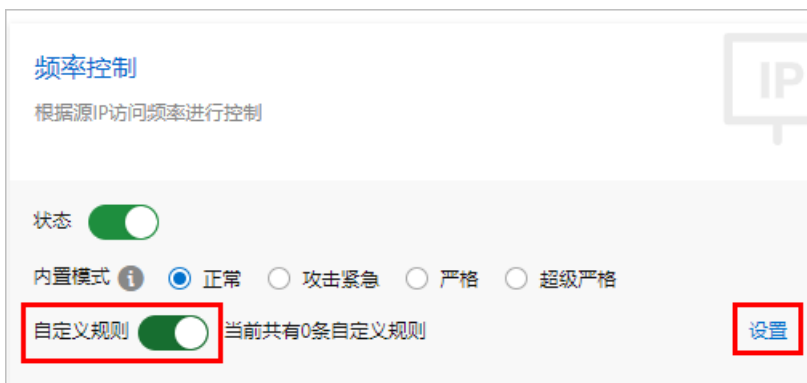 频率控制
IP
根据源IP访问频率进行控制
状态
内置模式 i 正常 攻击紧急 严格 超级严格
自定义规则 当前共有0条自定义规则 设置